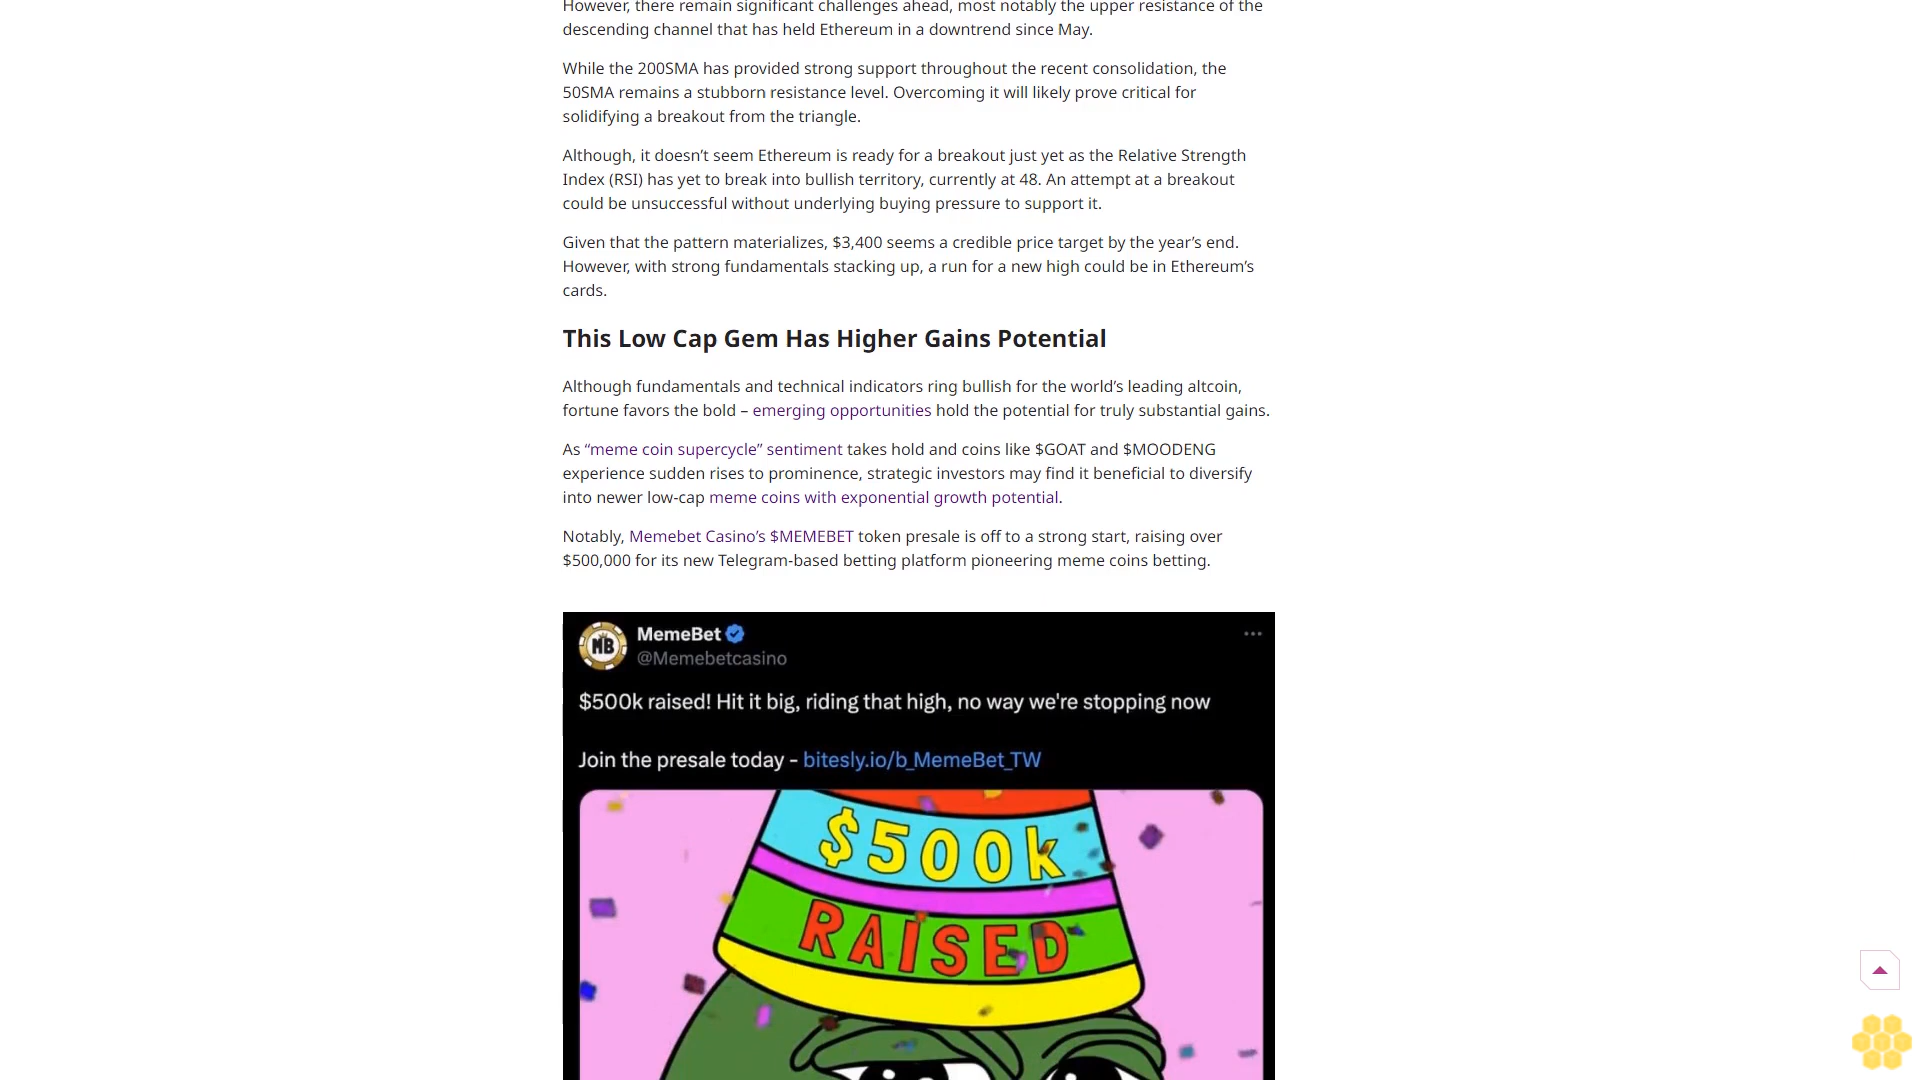 However, there remain significant challenges ahead, most notably the upper resistance of the
descending channel that has held Ethereum in a downtrend since May.
While the 200SMA has provided strong support throughout the recent consolidation, the
50SMA remains a stubborn resistance level. Overcoming it will likely prove critical for
solidifying a breakout from the triangle.
Although, it doesn’t seem Ethereum is ready for a breakout just yet as the Relative Strength
Index (RSI) has yet to break into bullish territory, currently at 48. An attempt at a breakout
could be unsuccessful without underlying buying pressure to support it.
Given that the pattern materializes, $3,400 seems a credible price target by the year’s end.
However, with strong fundamentals stacking up, a run for a new high could be in Ethereum’s
cards.
This Low Cap Gem Has Higher Gains Potential
Although fundamentals and technical indicators ring bullish for the world’s leading altcoin,
fortune favors the bold – emerging opportunities hold the potential for truly substantial gains.
As “meme coin supercycle” sentiment takes hold and coins like $GOAT and $MOODENG
experience sudden rises to prominence, strategic investors may find it beneficial to diversify
into newer low-cap meme coins with exponential growth potential.
Notably, Memebet Casino’s $MEMEBET token presale is off to a strong start, raising over
$500,000 for its new Telegram-based betting platform pioneering meme coins betting.
MB
MemeBet
@Memebetcasino
$500k raised! Hit it big, riding that high, no way we're stopping now
Join the presale today - bitesly.io/b_MemeBet_TW
$500k
RAISED